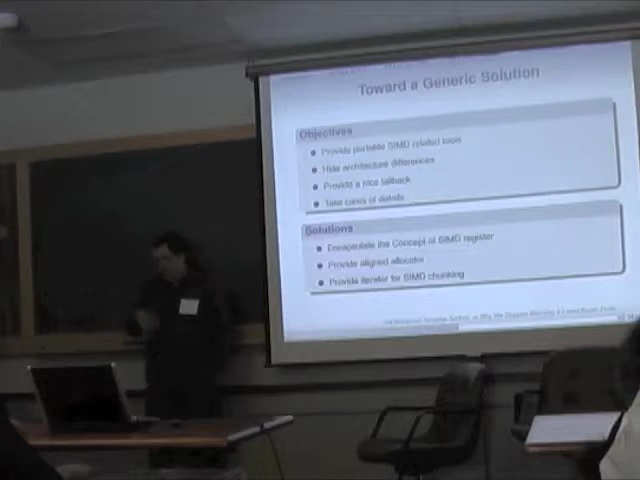 Toward a Generic Solution
Objectives
Provide portable SIMD related tools
Hide architecture differences
Provide a nice fallback
Take cares of details
Solutions
Encapsulate the Concept of SIMD register
Provide aligned allocator
Provide iterator for SIMD chunking